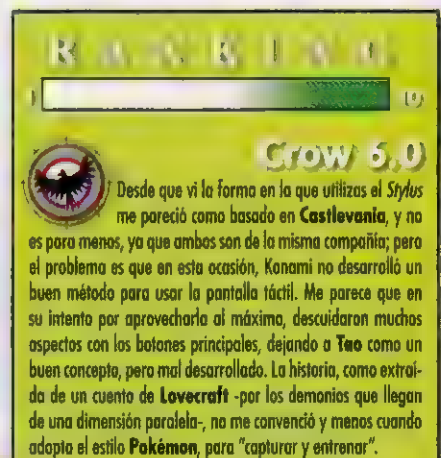 RANKING
1 10
Crow 6.0
Desde que vi la forma en la que utilizas el Stylus
me pareció como basado en Castlevania, y no
es para menos, ya que ambos son de la misma compañía; pero
el problema es que en esta ocasión, Konami no desarrolló un
buen método para usar la pantalla táctil. Me parece que en
su intento por aprovecharla al máximo, descuidaron muchos
aspectos con los botones principales, dejando a Tao como un
buen concepto, pero mal desarrollado. La historia, como extraí-
da de un cuento de Lovecraft -por los demonios que llegan
de una dimensión paralela-, no me convenció y menos cuando
adopta el estilo Pokémon, para "capturar y entrenar".